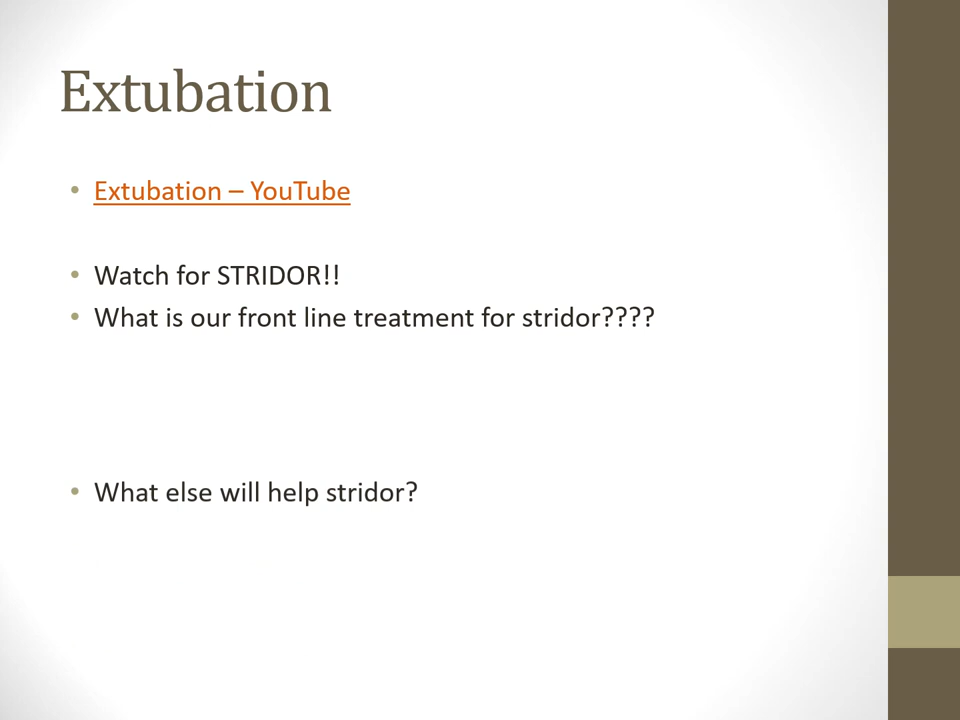 Extubation
• Extubation – YouTube
• Watch for STRIDOR!!
• What is our front line treatment for stridor????
• What else will help stridor?